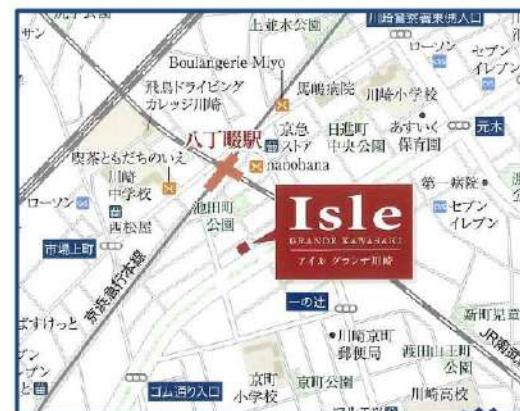 上並木公園
川崎警察署東側入口
サン
ローソン
セブン
イレブン
Boulangerie Miyo
飛鳥ドライビング
カレッジ川崎
馬嶋病院
川崎小学校
八丁畷駅
京急
ストア
日進町
中央公園
あすいく
保育園
元木
喫茶ともだちのいえ
nanohana
川崎
中学校
ローソン
西松屋
池田町
公園
第一病院
セブン
イレブン
市場上町
Isle
GRANDE KAWASAKI
アイル グランデ川崎
京浜急行本線
一の辻
新町児童
ばすけっと
川崎京町
郵便局
渡田山王町
公園
JR南武
ゴム通り入口
京町
小学校
京町公園
川崎高校